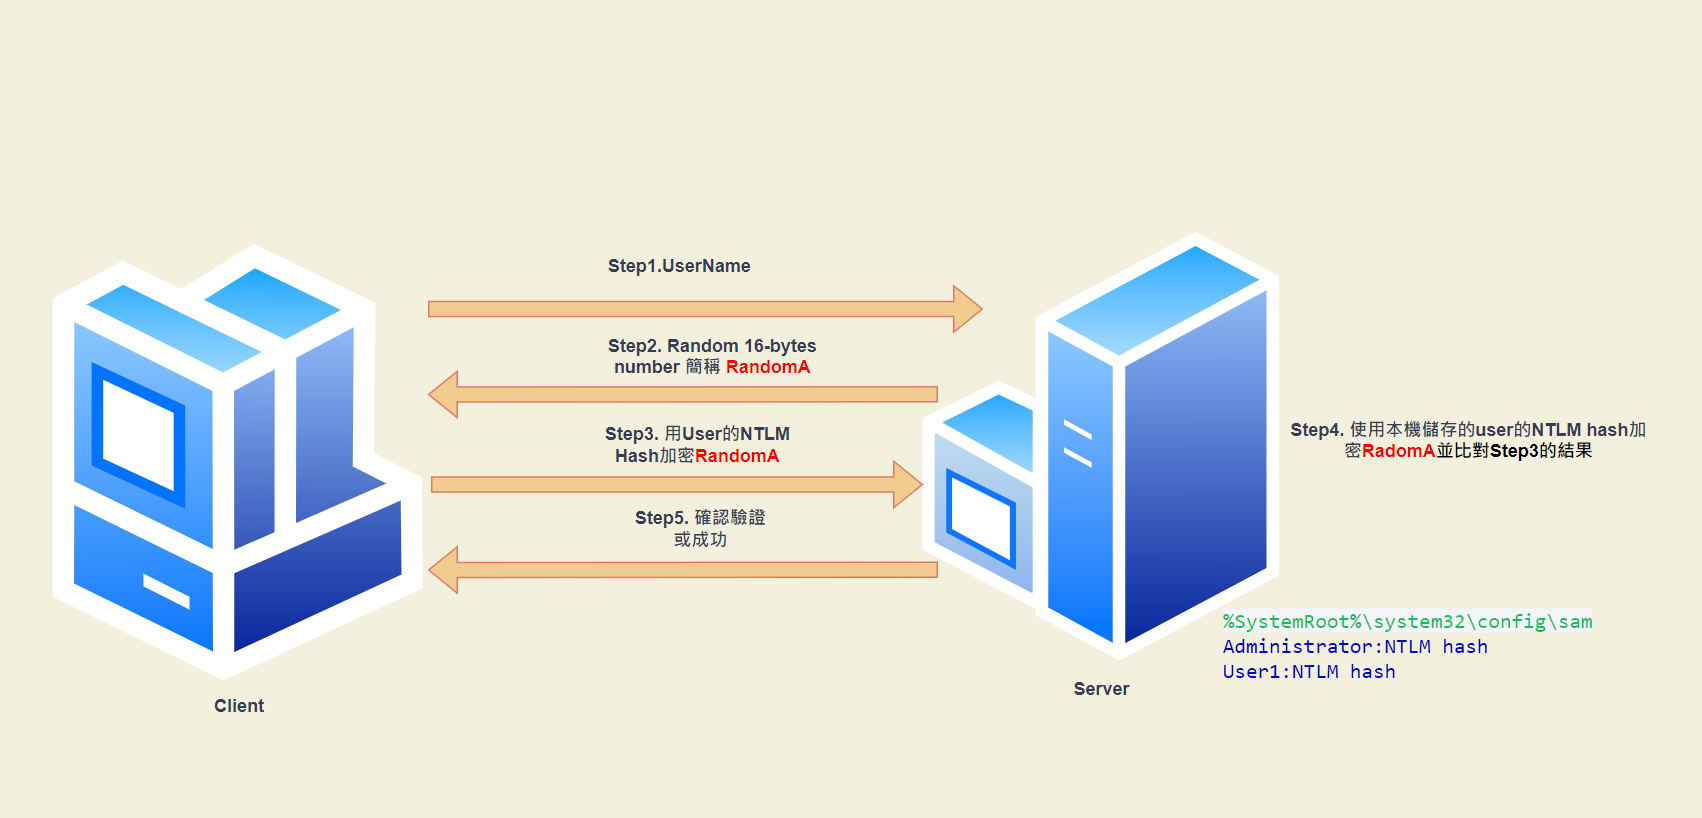 Step1.UserName
Step2. Random 16-bytes
number 簡稱 RandomA
Step3. 用User的NTLM
Hash加密RandomA
Step4. 使用本機儲存的user的NTLM hash加
密RadomA並比對Step3的結果
Step5. 確認驗證
或成功
%SystemRoot%\system32\config\sam
Administrator:NTLM hash
User1:NTLM hash
Server
Client